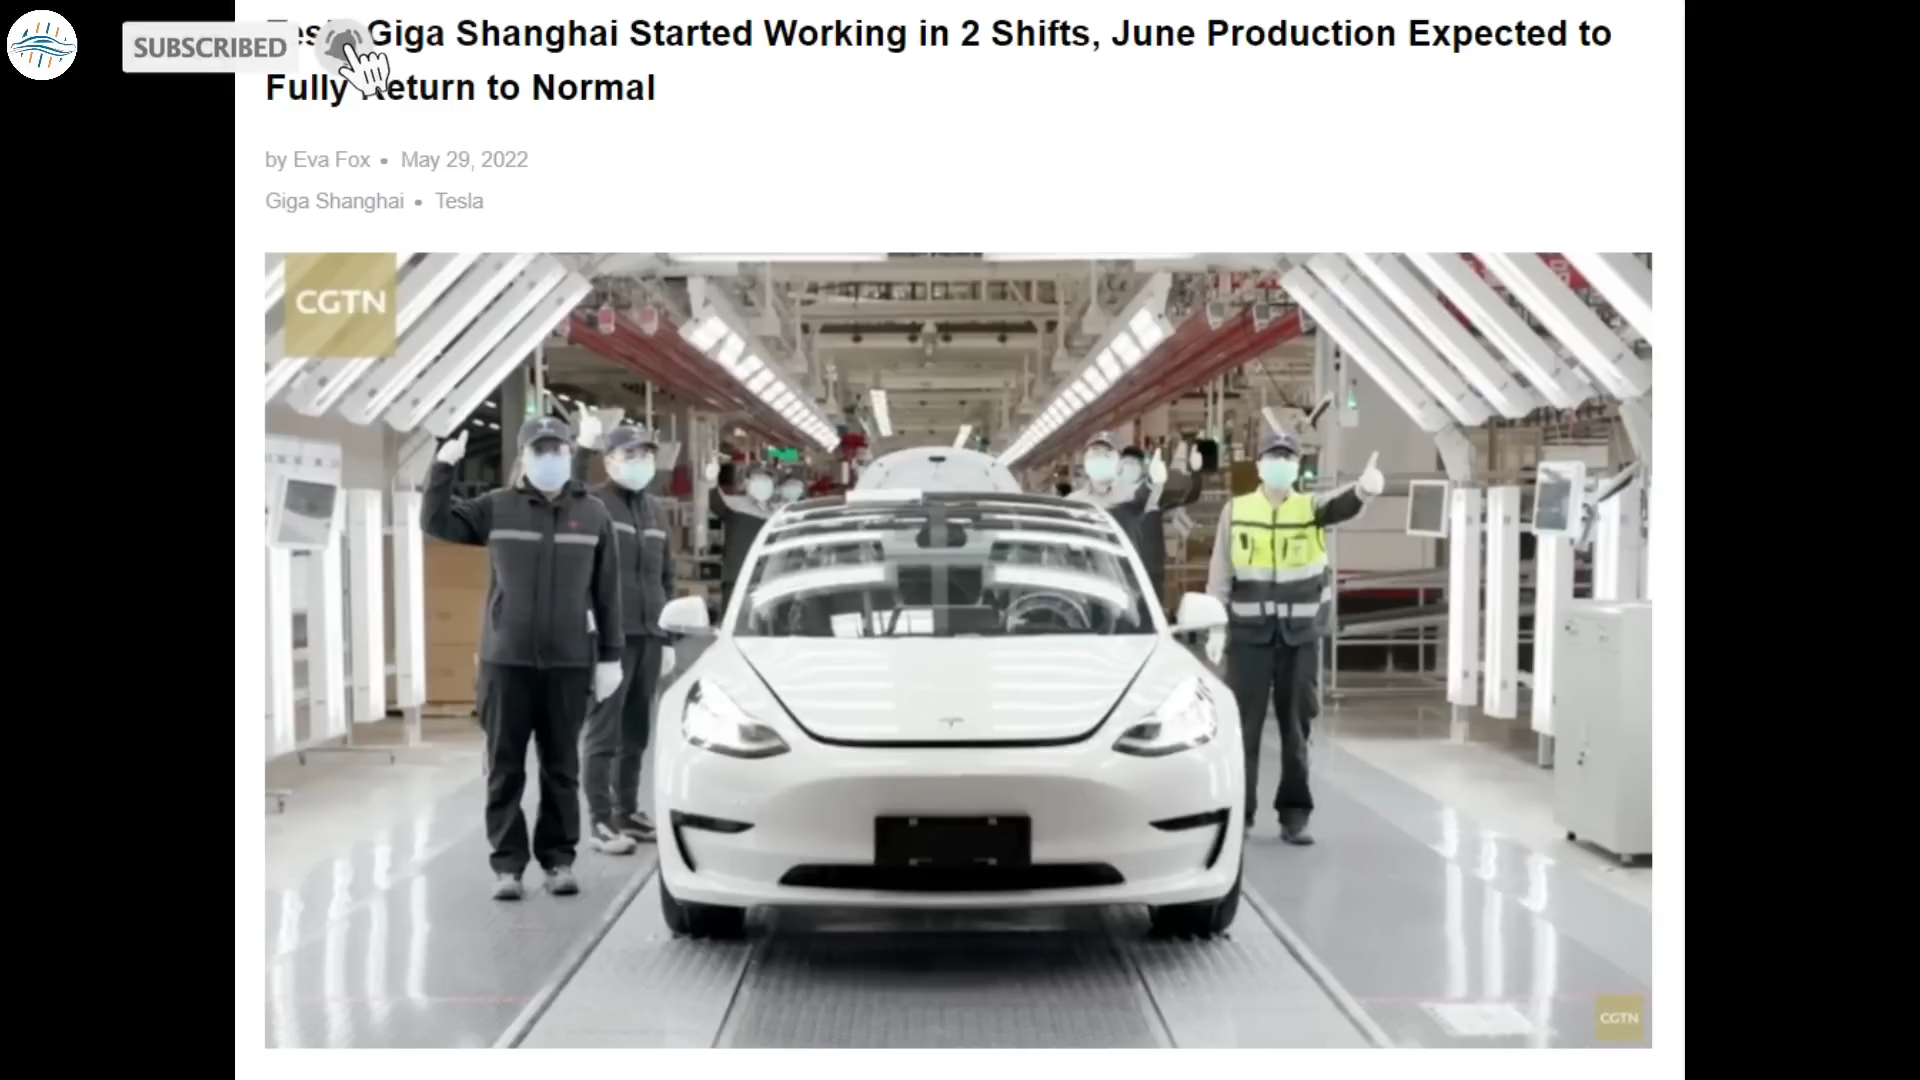 SUBSCRIBED
Giga Shanghai Started Working in 2 Shifts, June Production Expected to
Fully Return to Normal
by Eva Fox • May 29, 2022
Giga Shanghai • Tesla
CGTN
CGTN